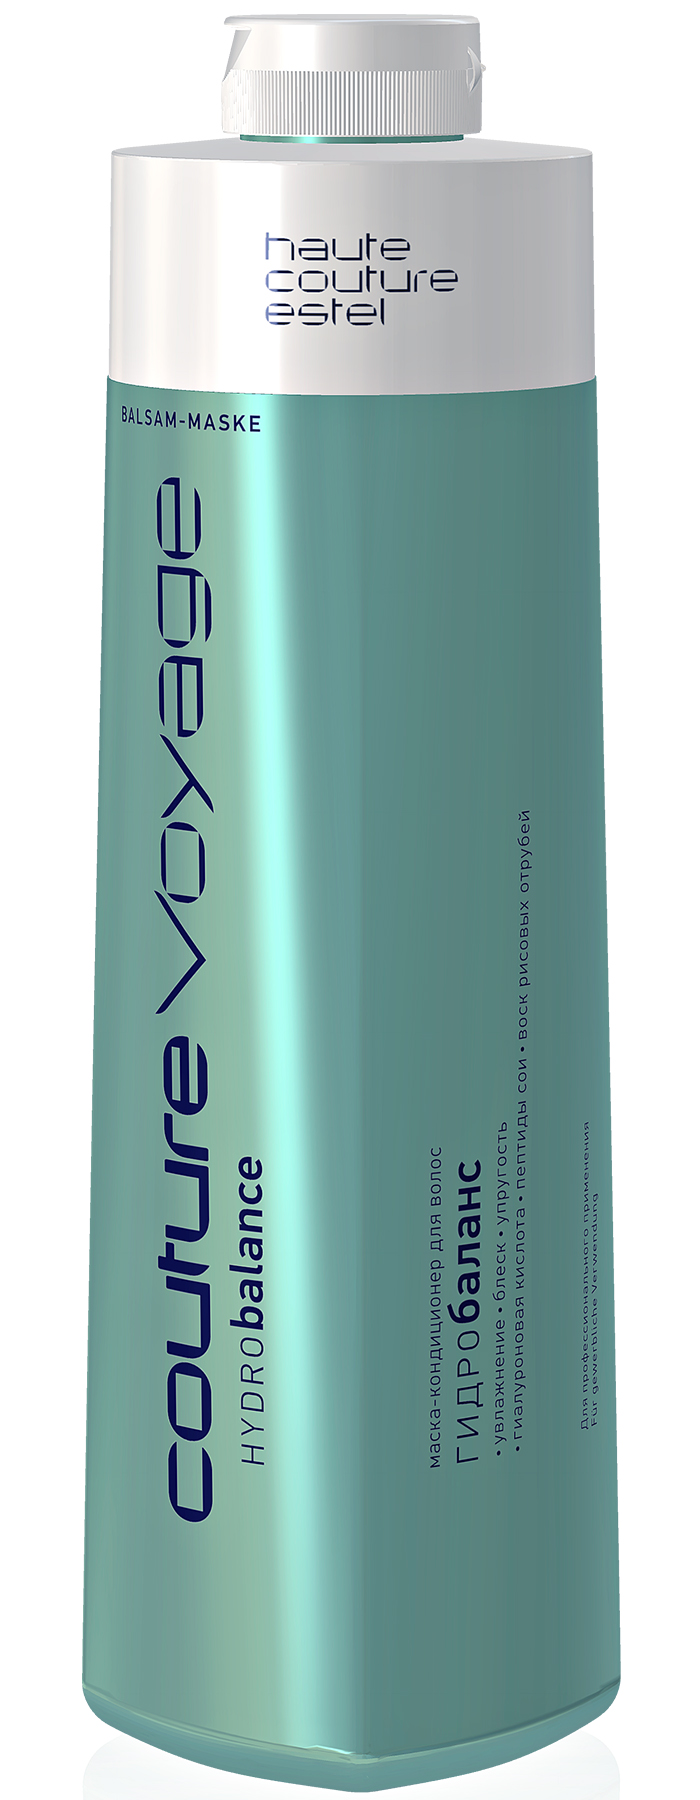 haute
couture
estel
BALSAM-MASKE
couture voyage
HYDRObalance
маска-кондиционер для волос
ГИДРОбаланс
• увлажнение • блеск • упругость
• гиалуроновая кислота • пептиды сои • воск рисовых отрубей
Для профессионального применения
Für gewerbliche Verwendung